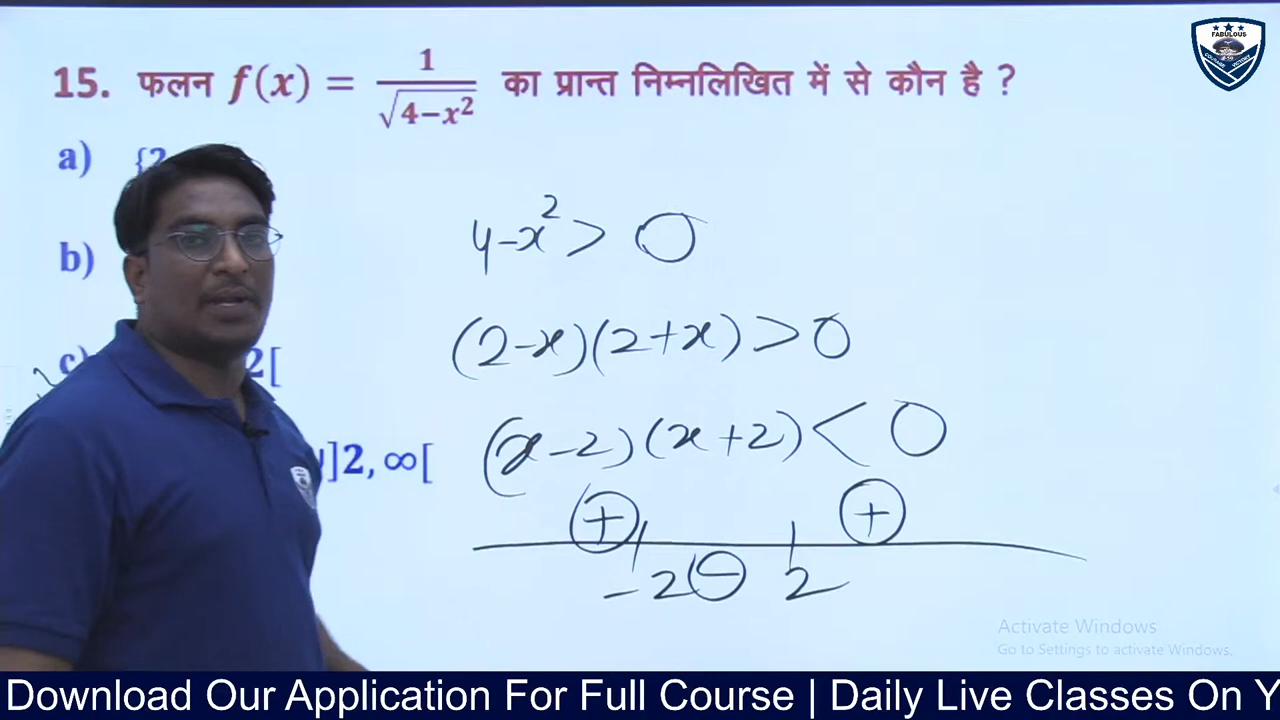 FABULOUS
15. फलन f(x) = 1/√4−x² का प्रान्त निम्नलिखित में से कौन है ?
a) {2
b)
c) 2[
]2, ∞[
4-x² > 0
(2-x)(2+x) > 0
(x-2)(x+2) < 0
+ +
-2 - 2
Activate Windows
Go to Settings to activate Windows.
Download Our Application For Full Course | Daily Live Classes On Y